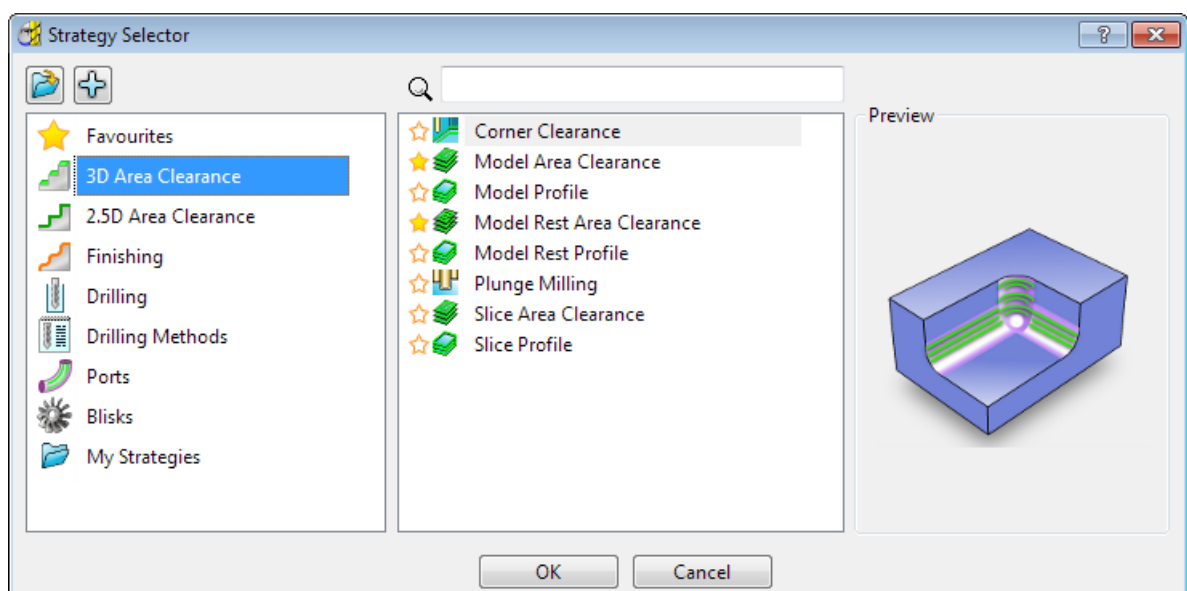 Strategy Selector
Favourites
3D Area Clearance
2.5D Area Clearance
Finishing
Drilling
Drilling Methods
Ports
Blisks
My Strategies
Corner Clearance
Model Area Clearance
Model Profile
Model Rest Area Clearance
Model Rest Profile
Plunge Milling
Slice Area Clearance
Slice Profile
Preview
OK
Cancel